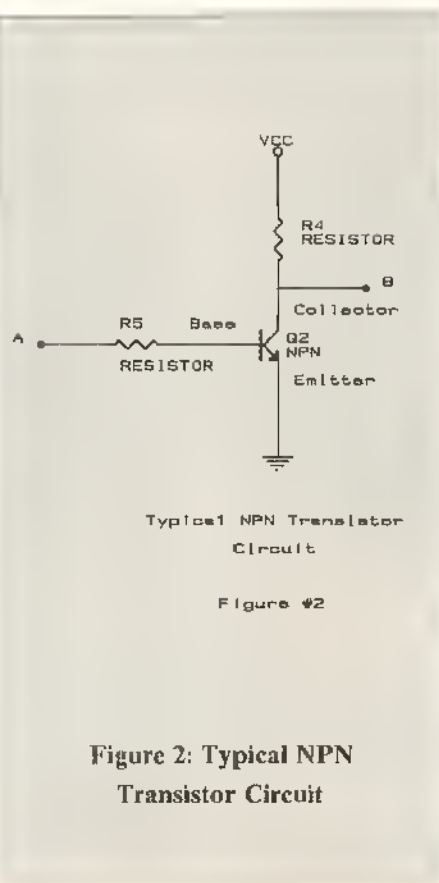 VCC
R4
RESISTOR
B
Collector
R5 Base
A
Q2
NPN
RESISTOR
Emitter
Typical NPN Transistor
Circuit
Figure #2
Figure 2: Typical NPN
Transistor Circuit